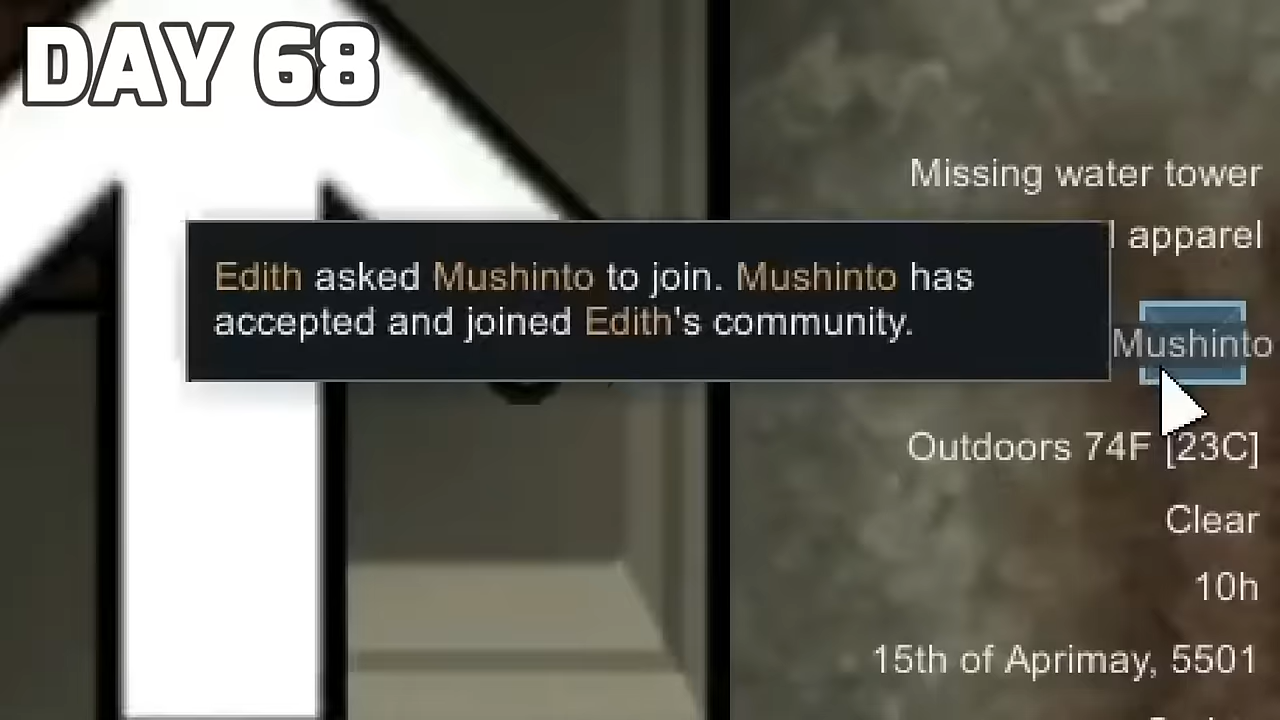 DAY 68
Missing water tower
apparel
Edith asked Mushinto to join. Mushinto has
accepted and joined Edith's community.
Mushinto
Outdoors 74F [23C]
Clear
10h
15th of Aprimay, 5501